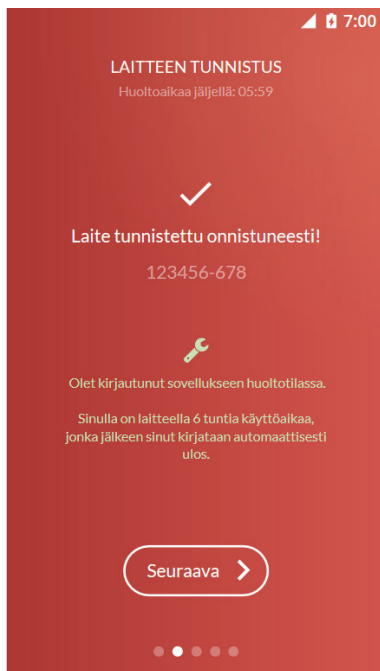 7:00
LAITTEEN TUNNISTUS
Huoltoaikaa jäljellä: 05:59
Laite tunnistettu onnistuneesti!
123456-678
Olet kirjautunut sovellukseen huoltotilassa.
Sinulla on laitteella 6 tuntia käyttöaikaa,
jonka jälkeen sinut kirjataan automaattisesti
ulos.
Seuraava